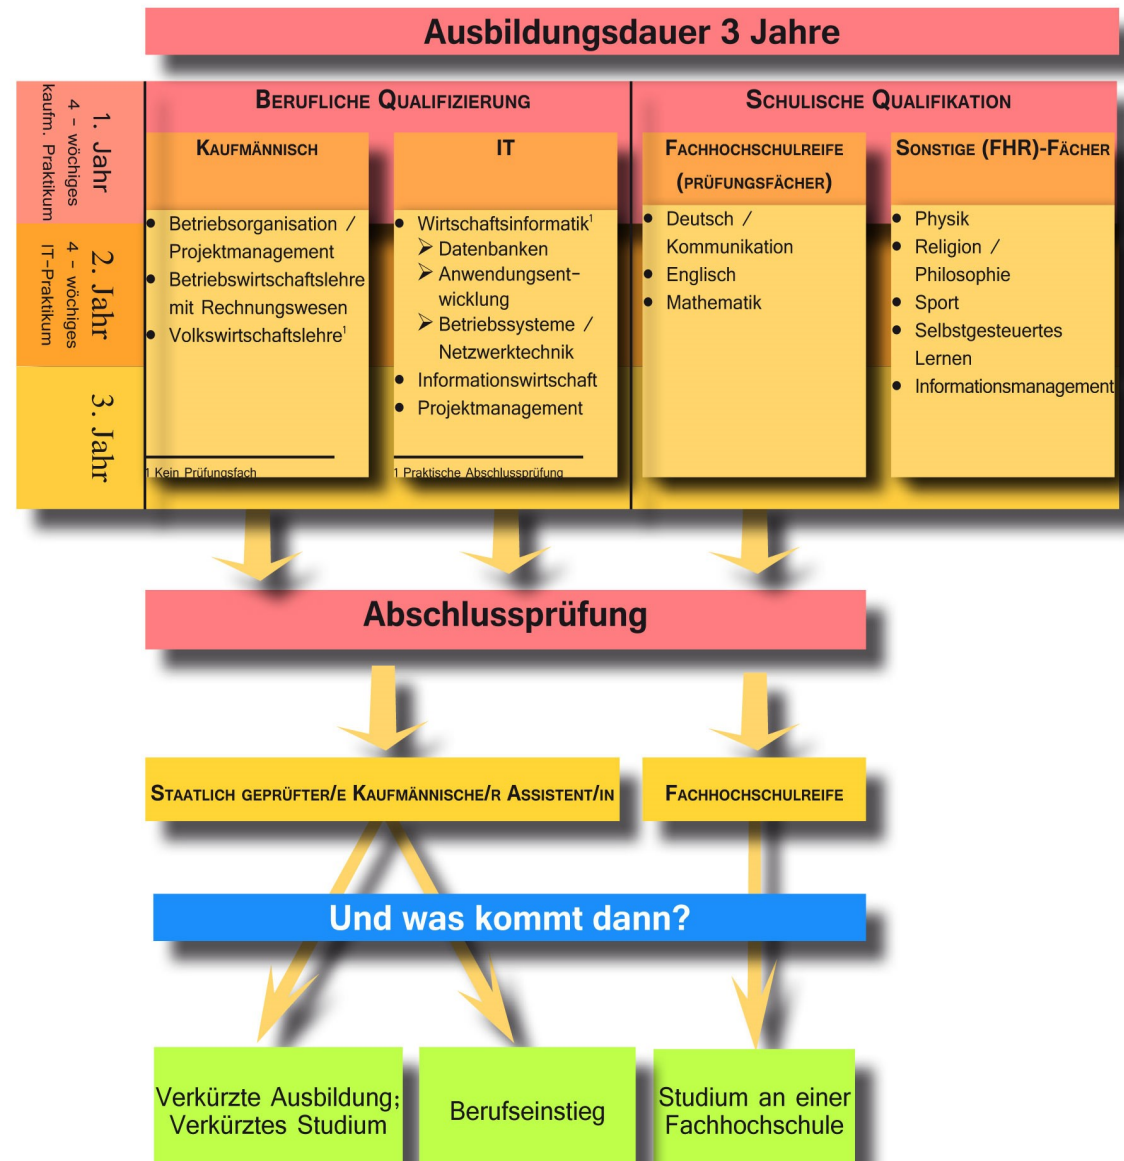 Ausbildungsdauer 3 Jahre
1. Jahr
4 - wöchiges
kaufm. Praktikum
2. Jahr
4 - wöchiges
IT-Praktikum
3. Jahr
BERUFLICHE QUALIFIZIERUNG
KAUFMÄNNISCH
• Betriebsorganisation /
Projektmanagement
• Betriebswirtschaftslehre
mit Rechnungswesen
• Volkswirtschaftslehre¹
1 Kein Prüfungsfach
IT
• Wirtschaftsinformatik¹
➢ Datenbanken
➢ Anwendungsent-
wicklung
➢ Betriebssysteme /
Netzwerktechnik
• Informationswirtschaft
• Projektmanagement
1 Praktische Abschlussprüfung
SCHULISCHE QUALIFIKATION
FACHHOCHSCHULREIFE
(PRÜFUNGSFÄCHER)
• Deutsch /
Kommunikation
• Englisch
• Mathematik
SONSTIGE (FHR)-FÄCHER
• Physik
• Religion /
Philosophie
• Sport
• Selbstgesteuertes
Lernen
• Informationsmanagement
Abschlussprüfung
STAATLICH GEPRÜFTER/E KAUFMÄNNISCHE/R ASSISTENT/IN
FACHHOCHSCHULREIFE
Und was kommt dann?
Verkürzte Ausbildung;
Verkürztes Studium
Berufseinstieg
Studium an einer
Fachhochschule